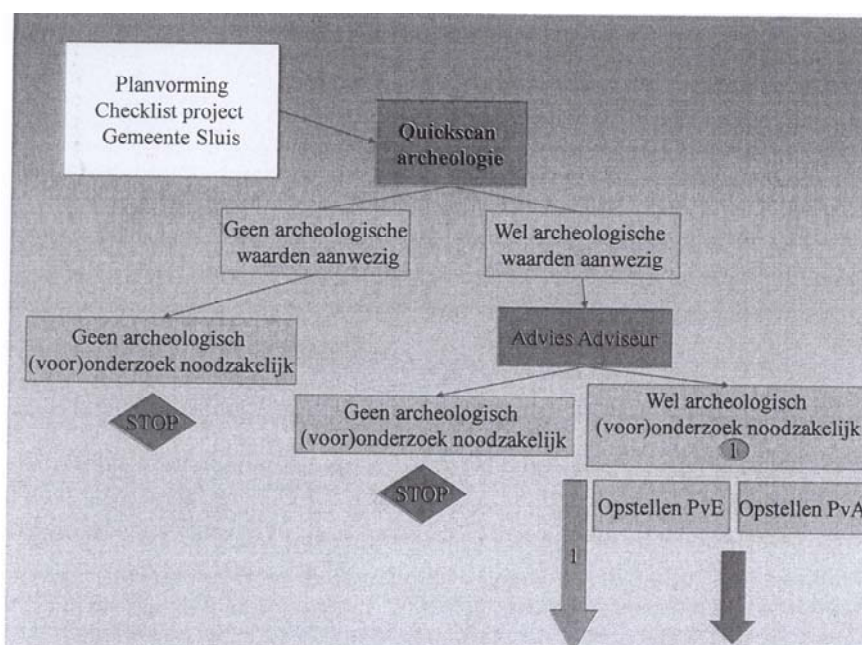 Planvorming
Checklist project
Gemeente Sluis
Quickscan
archeologie
Geen archeologische
waarden aanwezig
Wel archeologische
waarden aanwezig
Geen archeologisch
(voor)onderzoek noodzakelijk
STOP
Advies Adviseur
Geen archeologisch
(voor)onderzoek noodzakelijk
STOP
Wel archeologisch
(voor)onderzoek noodzakelijk
1
Opstellen PvE
Opstellen PvA
1